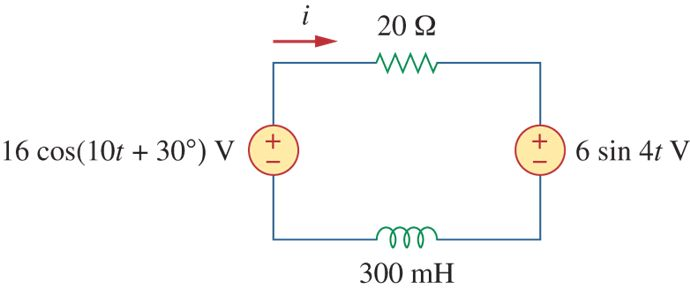 i
20 Ω
16 cos(10t + 30°) V
+
−
+
−
6 sin 4t V
300 mH